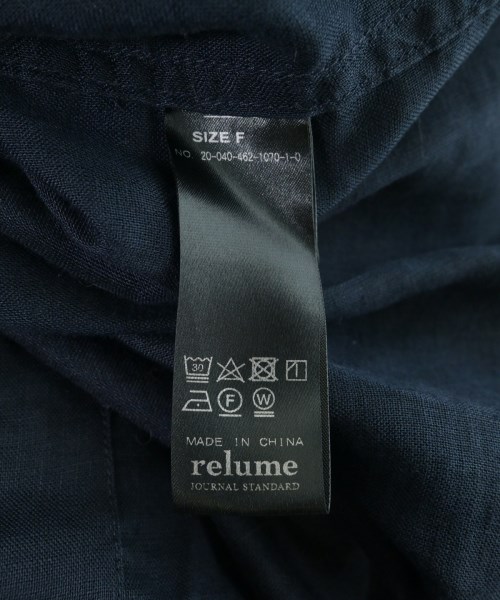 SIZE F
NO. 20-040-462-1070-1-0
30
F W
MADE IN CHINA
relume
JOURNAL STANDARD